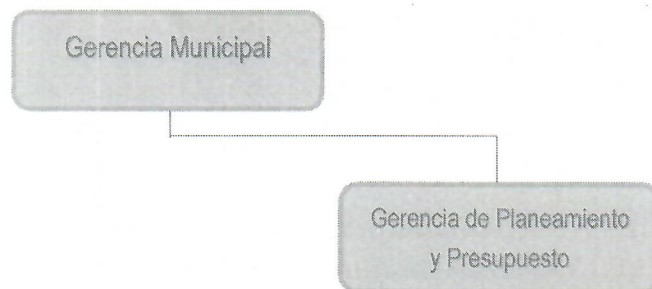 Gerencia Municipal
Gerencia de Planeamiento
y Presupuesto